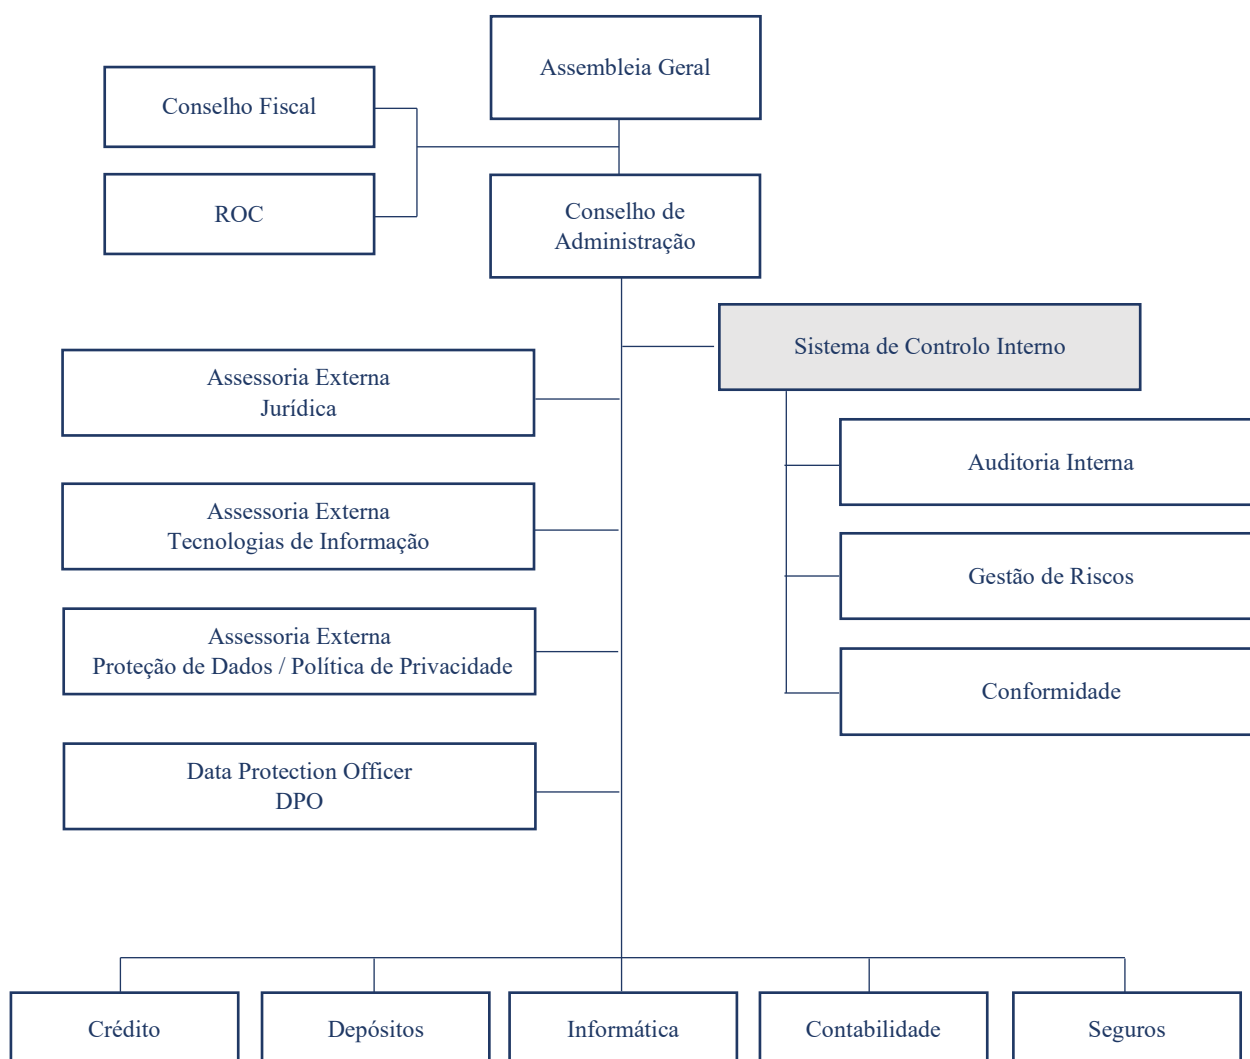 Assembleia Geral
Conselho Fiscal
ROC
Conselho de
Administração
Sistema de Controlo Interno
Assessoria Externa
Jurídica
Auditoria Interna
Assessoria Externa
Tecnologias de Informação
Gestão de Riscos
Assessoria Externa
Proteção de Dados / Política de Privacidade
Conformidade
Data Protection Officer
DPO
Crédito
Depósitos
Informática
Contabilidade
Seguros